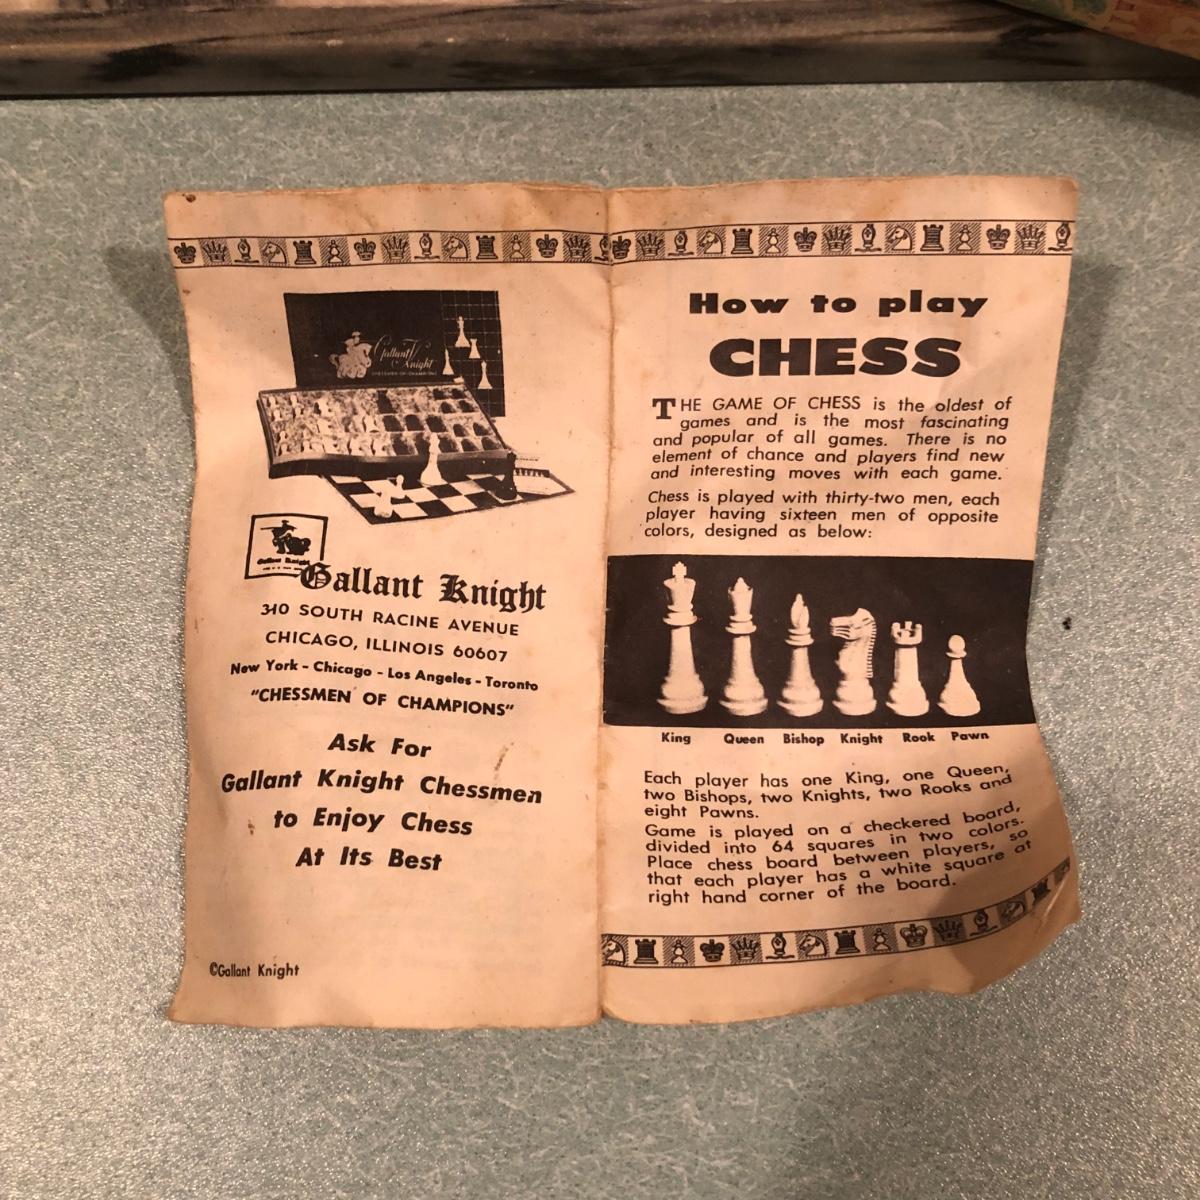 Gallant Knight
CHESSMEN OF CHAMPIONS
Gallant Knight
Gallant Knight
310 SOUTH RACINE AVENUE
CHICAGO, ILLINOIS 60607
New York - Chicago - Los Angeles - Toronto
"CHESSMEN OF CHAMPIONS"
Ask For
Gallant Knight Chessmen
to Enjoy Chess
At Its Best
©Gallant Knight
How to play
CHESS
THE GAME OF CHESS is the oldest of
games and is the most fascinating
and popular of all games. There is no
element of chance and players find new
and interesting moves with each game.
Chess is played with thirty-two men, each
player having sixteen men of opposite
colors, designed as below:
King Queen Bishop Knight Rook Pawn
Each player has one King, one Queen,
two Bishops, two Knights, two Rooks and
eight Pawns.
Game is played on a checkered board,
divided into 64 squares in two colors.
Place chess board between players, so
that each player has a white square at
right hand corner of the board.